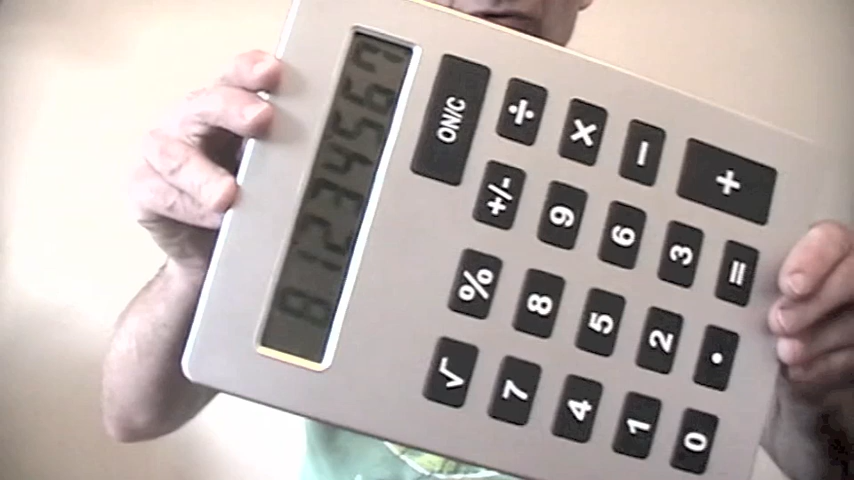 81234567
ON/C
√ % +/- ÷
7 8 9 ×
4 5 6 −
1 2 3 +
0 . =